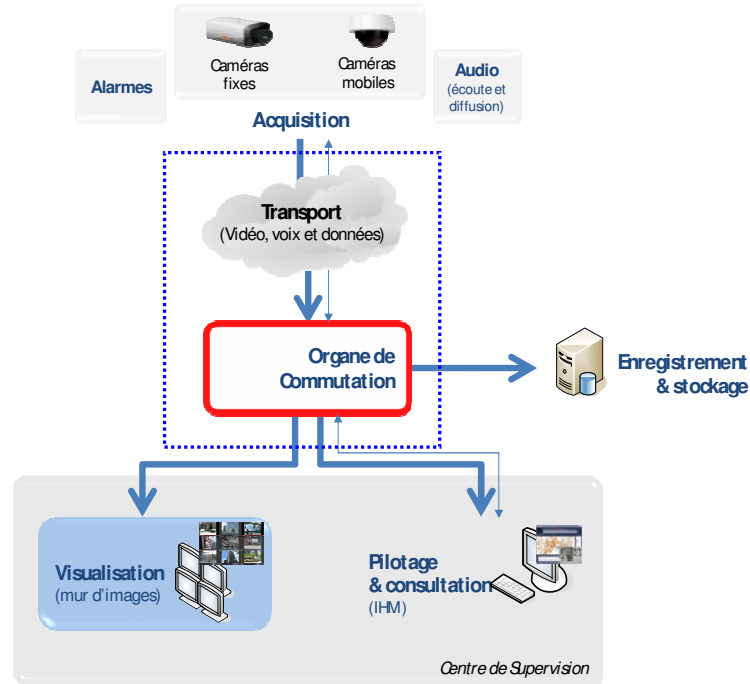 Caméras
fixes
Caméras
mobiles
Alarmes
Audio
(écoute et
diffusion)
Acquisition
Transport
(Vidéo, voix et données)
Organe de
Commutation
Enregistrement
& stockage
Visualisation
(mur d'images)
Pilotage
& consultation
(IHM)
Centre de Supervision